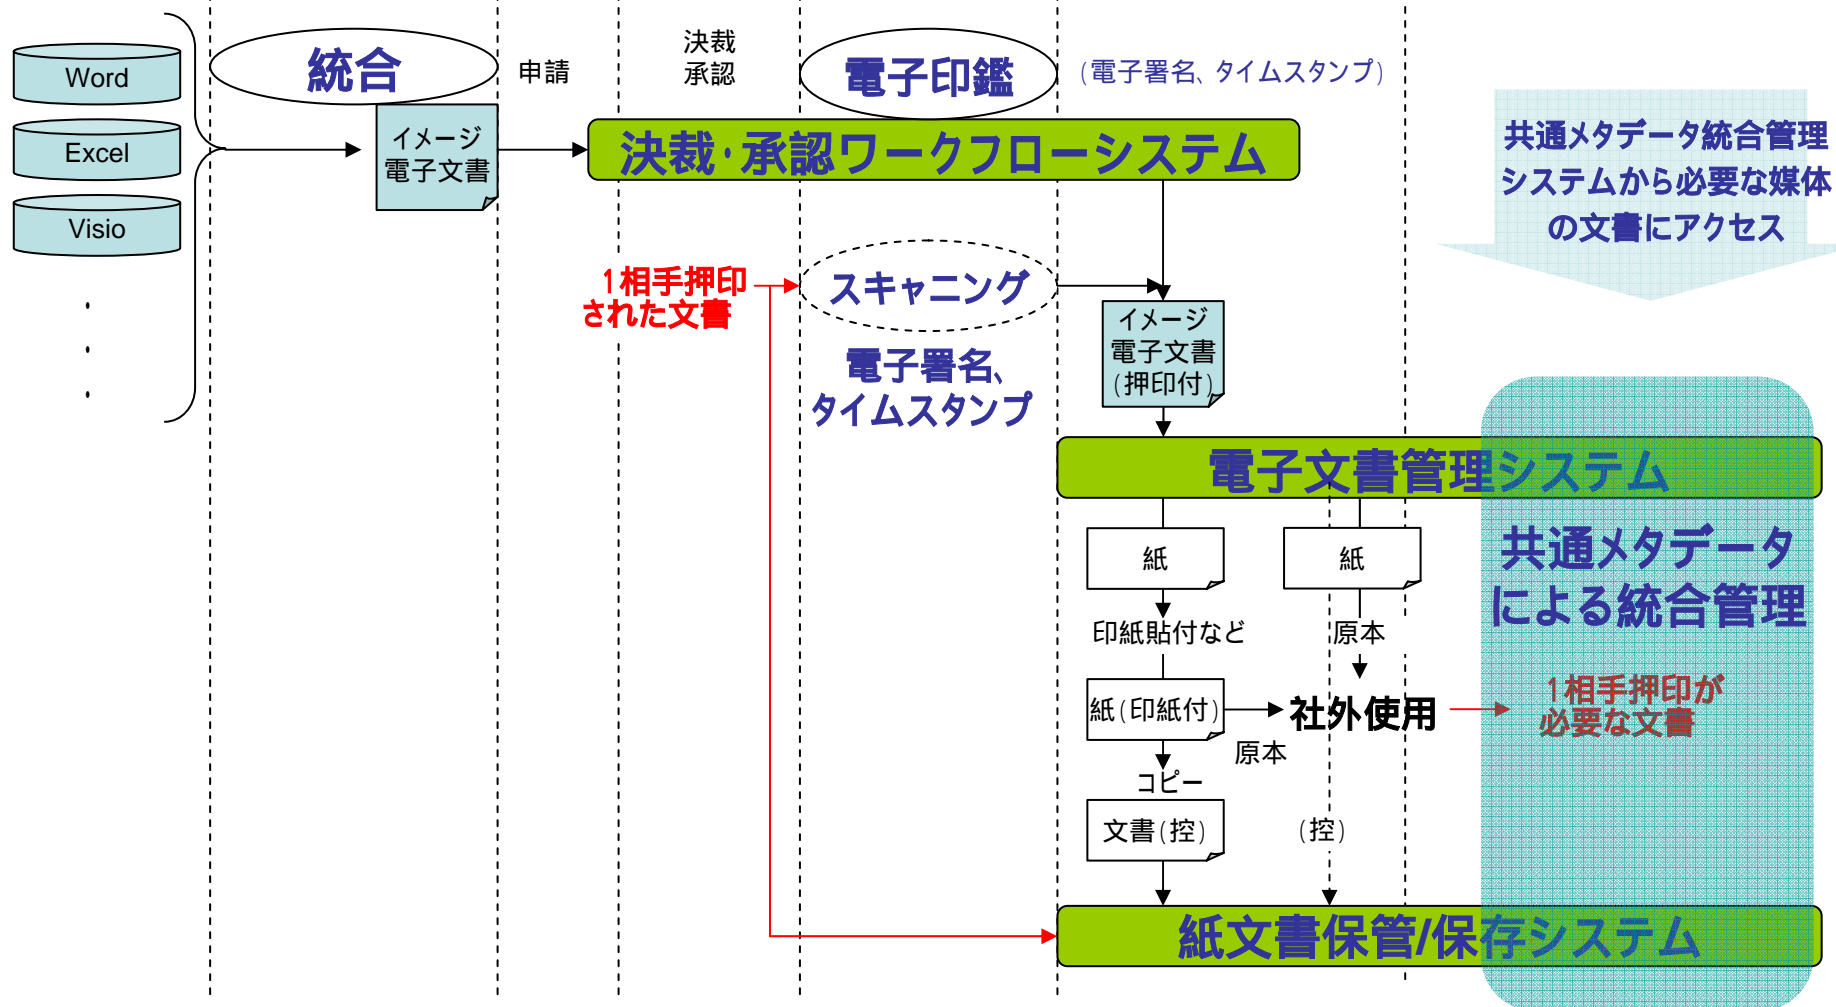 Word
Excel
Visio
・
・
・
統合
イメージ
電子文書
申請
決裁
承認
電子印鑑
(電子署名、タイムスタンプ)
決裁・承認ワークフローシステム
共通メタデータ統合管理
システムから必要な媒体
の文書にアクセス
1相手押印
された文書
スキャニング
電子署名、
タイムスタンプ
イメージ
電子文書
(押印付)
電子文書管理システム
紙
紙
印紙貼付など
原本
紙(印紙付)
社外使用
原本
コピー
文書(控)
(控)
共通メタデータ
による統合管理
1相手押印が
必要な文書
紙文書保管/保存システム